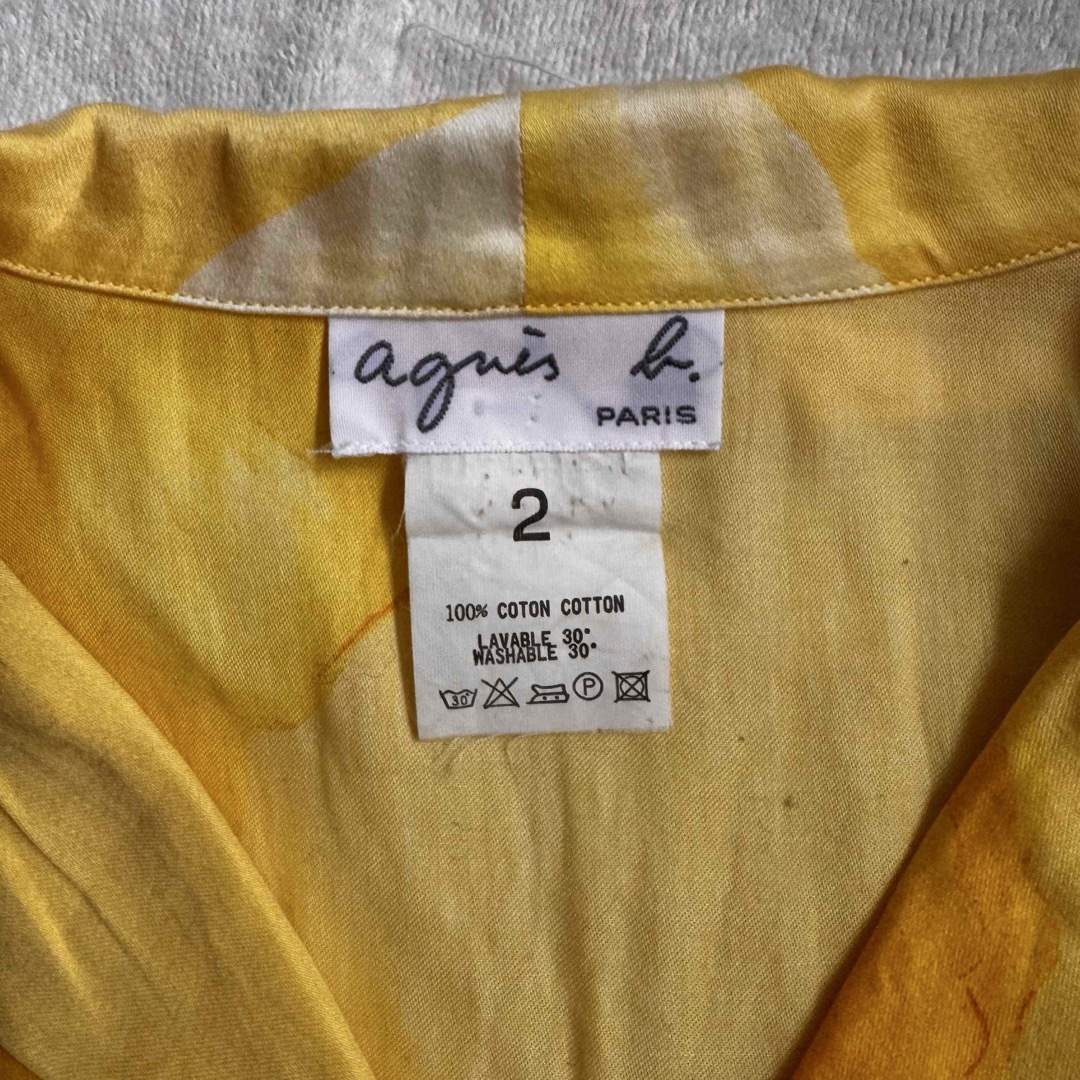 agnès b.
PARIS
2
100% COTON COTTON
LAVABLE 30°
WASHABLE 30°
30°
P